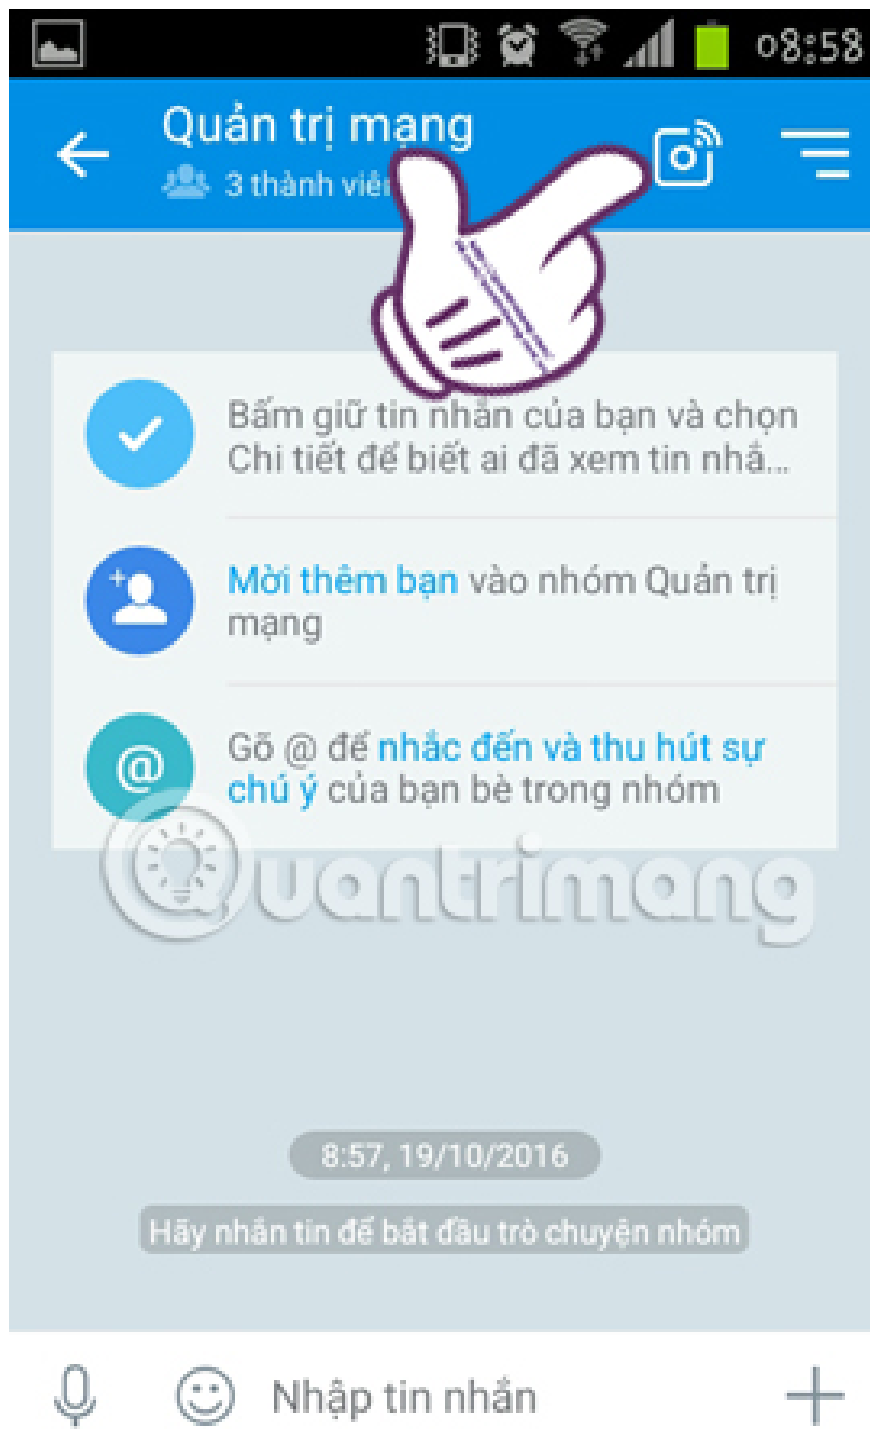 08:58
Quản trị mạng
3 thành viên
Bấm giữ tin nhắn của bạn và chọn
Chi tiết để biết ai đã xem tin nhắ...
Mời thêm bạn vào nhóm Quản trị
mạng
@ Gõ @ để nhắc đến và thu hút sự
chú ý của bạn bè trong nhóm
Quantrimang
8:57, 19/10/2016
Hãy nhắn tin để bắt đầu trò chuyện nhóm
Nhập tin nhắn